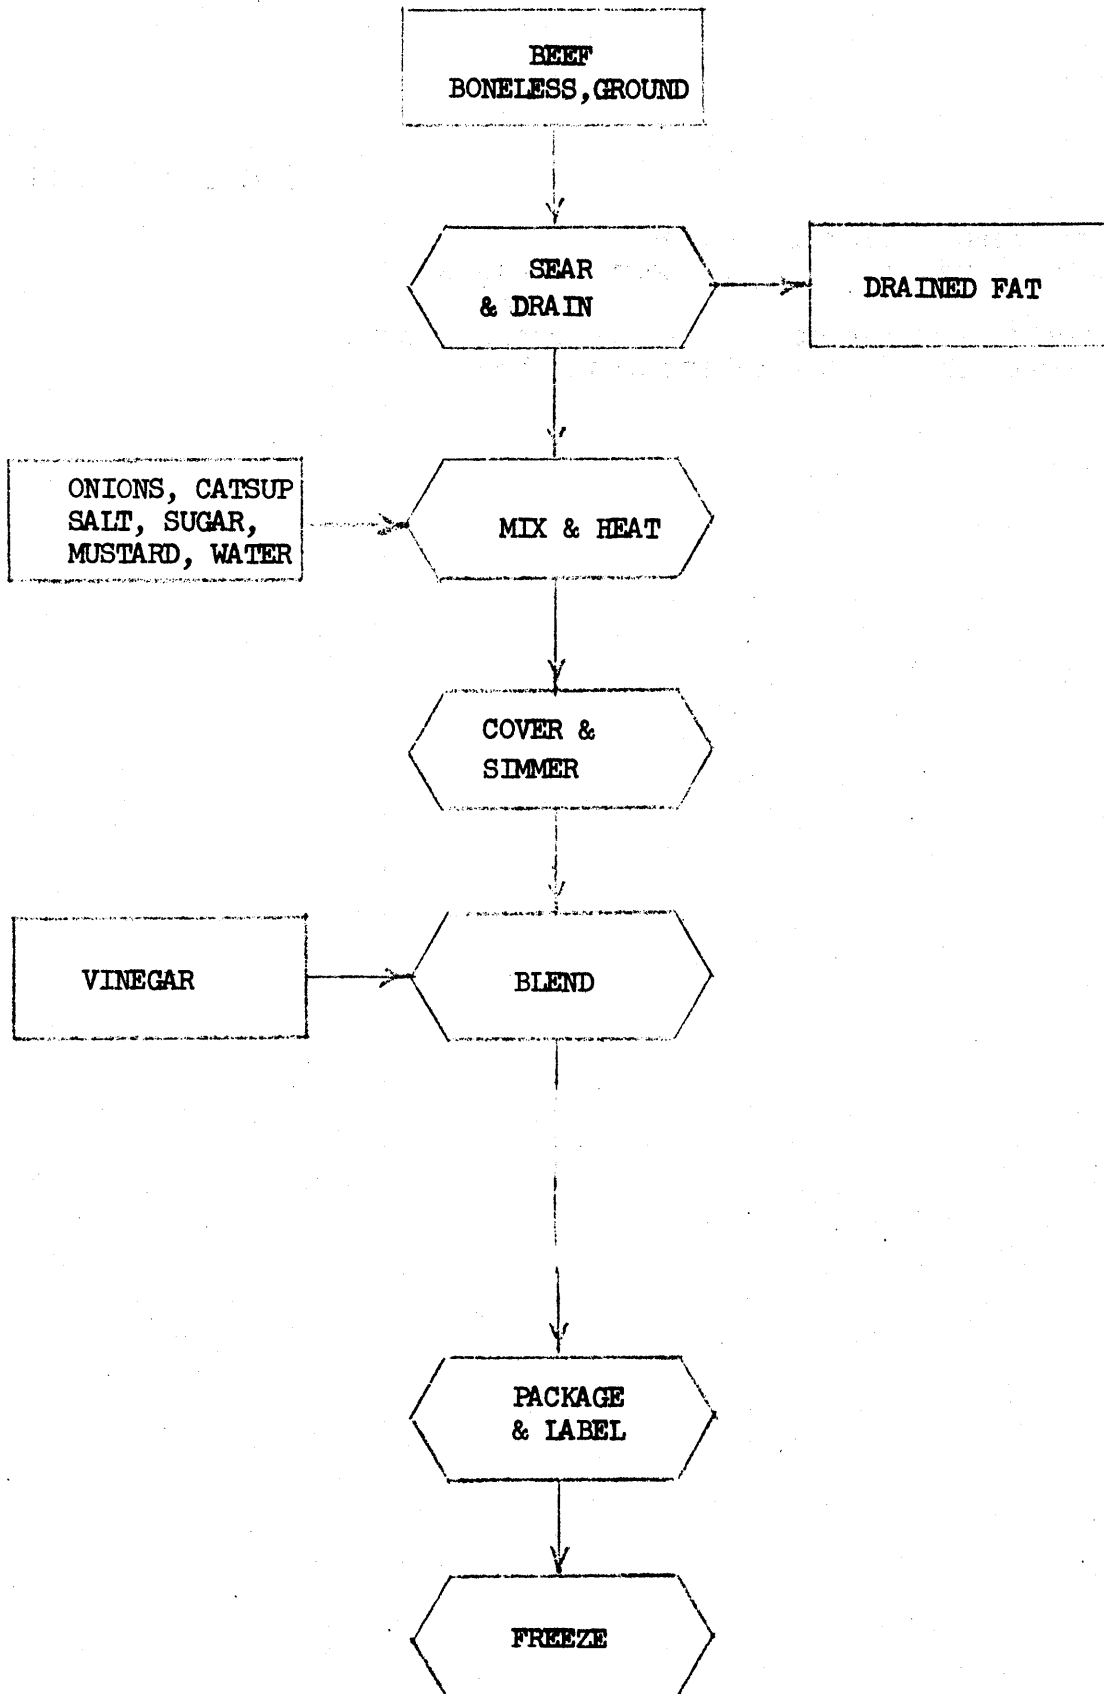 BEEF
BONELESS,GROUND
SEAR
& DRAIN
DRAINED FAT
ONIONS, CATSUP
SALT, SUGAR,
MUSTARD, WATER
MIX & HEAT
COVER &
SIMMER
VINEGAR
BLEND
PACKAGE
& LABEL
FREEZE